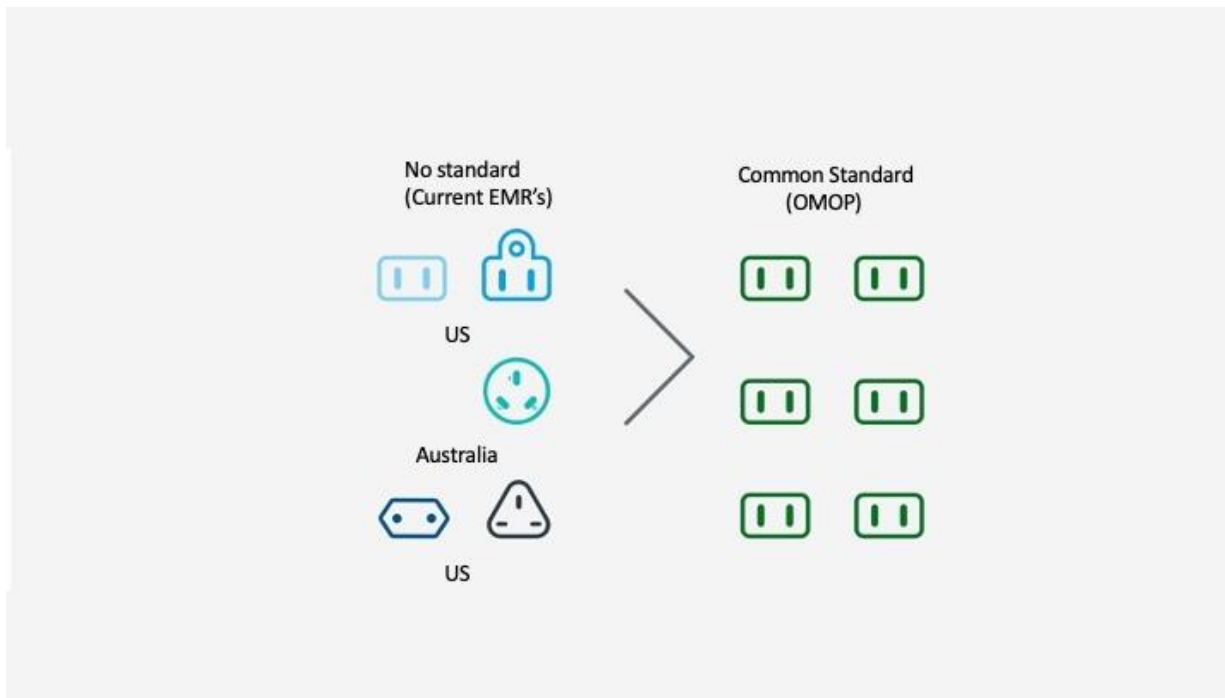 No standard
(Current EMR's)
Common Standard
(OMOP)
US
Australia
US